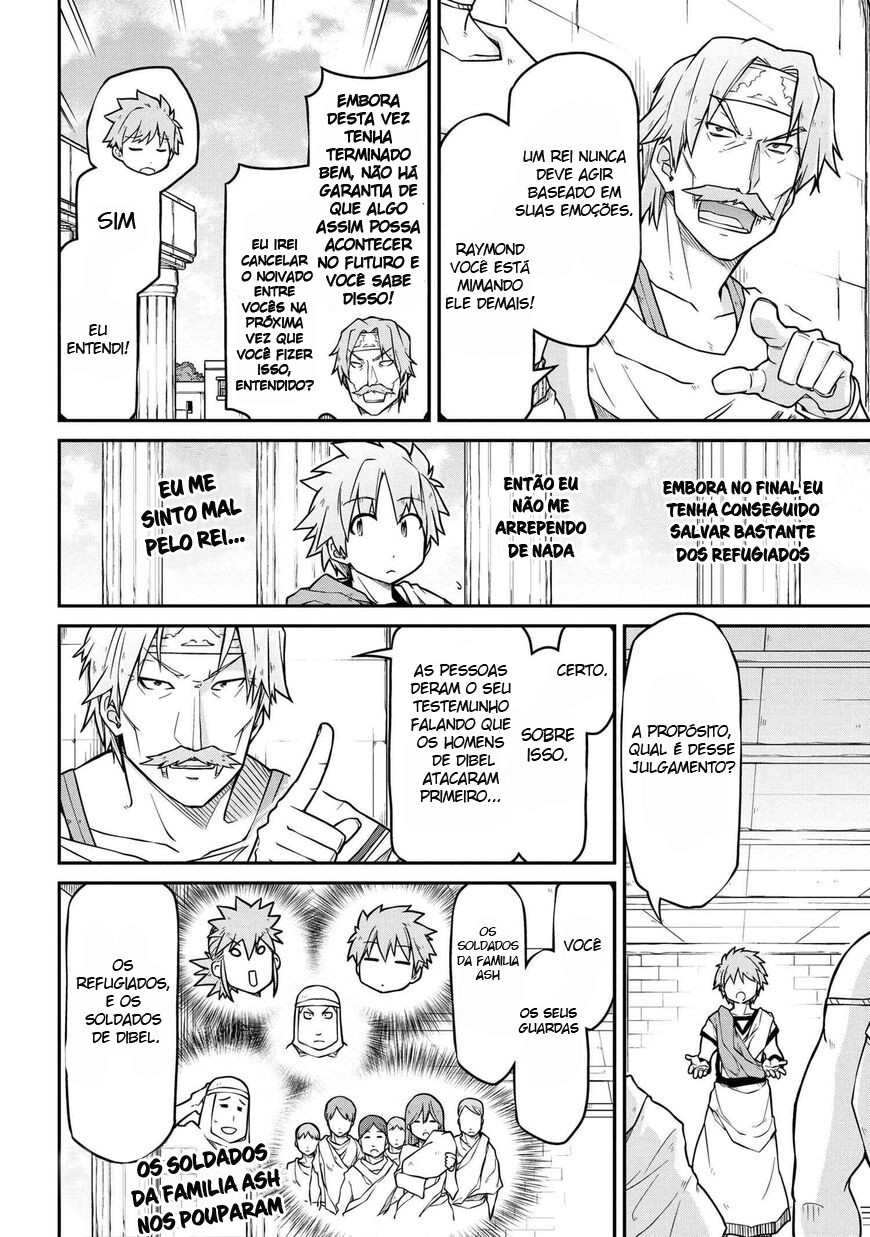 UM REI NUNCA
DEVE AGIR
BASEADO EM
SUAS EMOÇÕES.
RAYMOND
VOCÊ ESTÁ
MIMANDO
ELE DEMAIS!
EMBORA
DESTA VEZ
TENHA
TERMINADO
BEM, NÃO HÁ
GARANTIA DE
QUE ALGO
ASSIM POSSA
ACONTECER
NO FUTURO E
VOCÊ SABE
DISSO!
EU IREI
CANCELAR
O NOIVADO
ENTRE
VOCÊS NA
PRÓXIMA
VEZ QUE
VOCÊ FIZER
ISSO,
ENTENDIDO?
SIM
EU
ENTENDI!
EMBORA NO FINAL EU
TENHA CONSEGUIDO
SALVAR BASTANTE
DOS REFUGIADOS
ENTÃO EU
NÃO ME
ARREPENDO
DE NADA
EU ME
SINTO MAL
PELO REI...
A PROPÓSITO,
QUAL É DESSE
JULGAMENTO?
CERTO.
SOBRE
ISSO.
AS PESSOAS
DERAM O SEU
TESTEMUNHO
FALANDO QUE
OS HOMENS
DE DIBEL
ATACARAM
PRIMEIRO...
VOCÊ
OS SEUS
GUARDAS
OS
SOLDADOS
DA FAMILIA
ASH
OS
REFUGIADOS,
E OS
SOLDADOS
DE DIBEL.
OS SOLDADOS
DA FAMILIA ASH
NOS POUPARAM